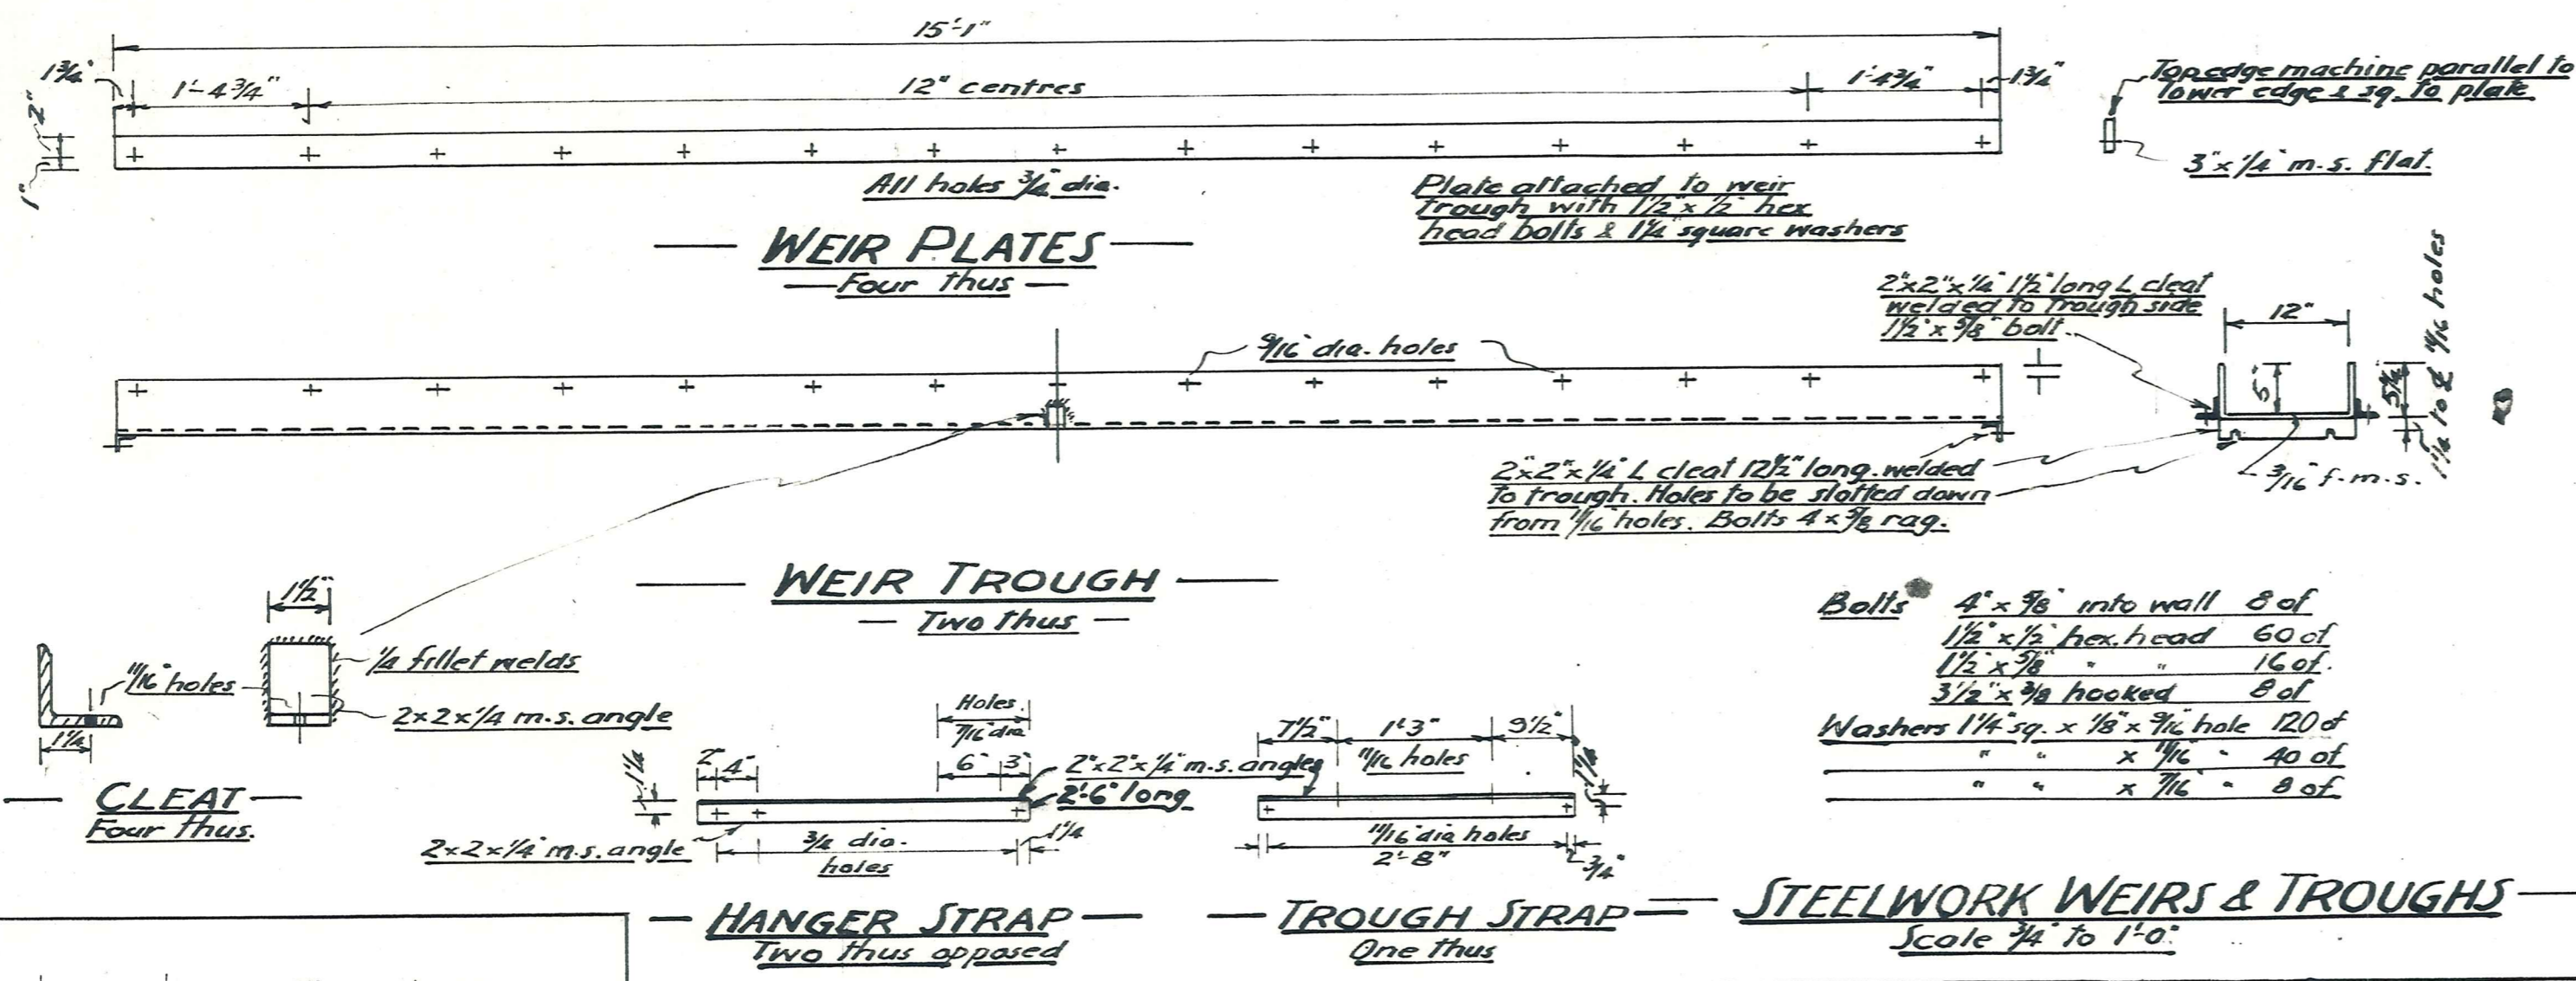 15'-1"
1¾"
1'-4¾"
12" centres
1'-4¾"
1¾"
2"
1"
Top edge machine parallel to
lower edge & sq. to plate
3" x ¼" m.s. flat.
All holes ¾" dia.
Plate attached to weir
trough with 1½" x ½" hex
head bolts & 1¼" square washers
WEIR PLATES
Four thus
9/16" dia. holes
2"x2"x¼" 1½" long L cleat
welded to trough side
1½" x 5/8" bolt.
12"
5"
5¾"
1¼ to ℄ 11/16 holes
3/16" f.m.s.
2"x2"x¼" L cleat 12½" long. welded
to trough. Holes to be slotted down
from 11/16" holes. Bolts 4 x 5/8 rag.
WEIR TROUGH
Two thus
1½"
11/16" holes
¼ fillet welds
2x2x¼ m.s. angle
1¼
CLEAT
Four thus.
Holes.
7/16" dia
2"
4"
6"
3"
1¼
2"x2"x¼" m.s. angles
2'-6" long
2x2x¼" m.s. angle
¾ dia.
holes
1¼
HANGER STRAP
Two thus opposed
7½"
1'-3"
9½"
11/16 holes
11/16" dia holes
2'-8"
¾"
TROUGH STRAP
One thus
Bolts 4" x 5/8" into wall 8 of
1½" x ½" hex. head 60 of
1½" x 5/8 " " 16 of.
3½" x 3/8 hooked 8 of
Washers 1¼" sq. x 1/8" x 9/16" hole 120 of
" " x 11/16 " 40 of
" " x 7/16 " 8 of
STEELWORK WEIRS & TROUGHS
Scale ¾" to 1'-0"